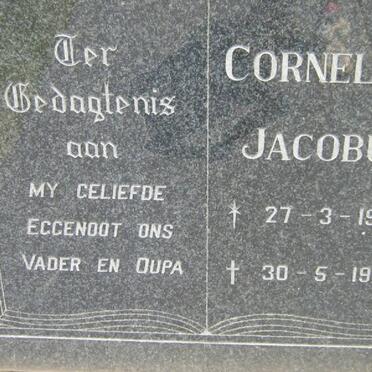 Ter
Gedagtenis
aan
MY GELIEFDE
EGGENOOT ONS
VADER EN OUPA
CORNEL
JACOBU
* 27-3-19
† 30-5-19